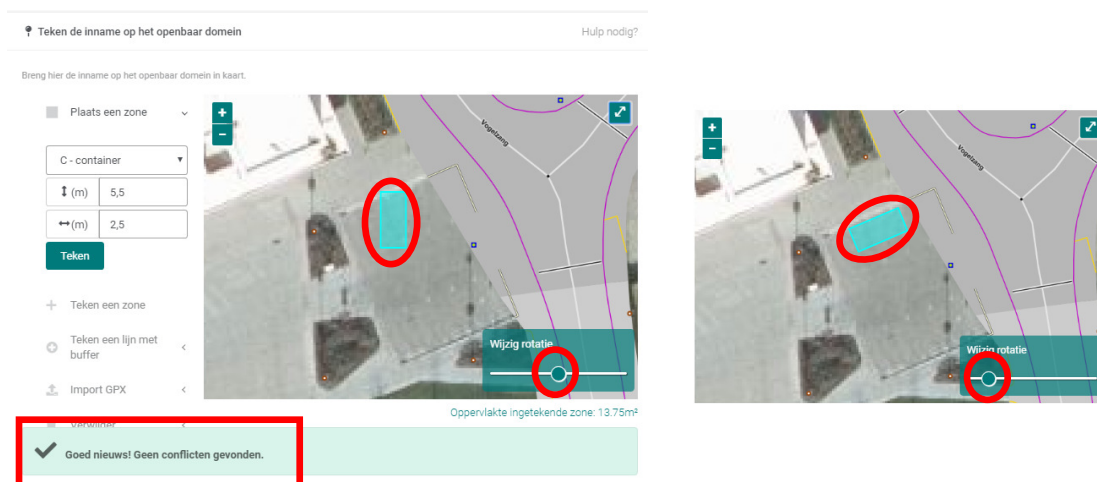 Teken de inname op het openbaar domein
Hulp nodig?
Breng hier de inname op het openbaar domein in kaart.
Plaats een zone
C - container
(m) 5,5
(m) 2,5
Teken
Teken een zone
Teken een lijn met
buffer
Import GPX
Verwijder
+
-
Vogelzang
Wijzig rotatie
Oppervlakte ingetekende zone: 13.75m²
Goed nieuws! Geen conflicten gevonden.
+
-
Vogelzang
Wijzig rotatie